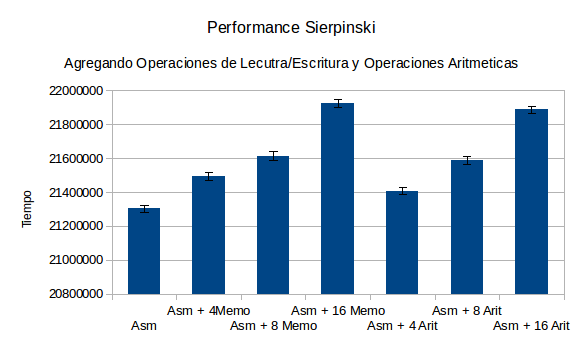 Performance Sierpinski
Agregando Operaciones de Lecutra/Escritura y Operaciones Aritmeticas
22000000
21800000
21600000
21400000
21200000
21000000
20800000
Tiempo
Asm
Asm + 4Memo
Asm + 8 Memo
Asm + 16 Memo
Asm + 4 Arit
Asm + 8 Arit
Asm + 16 Arit